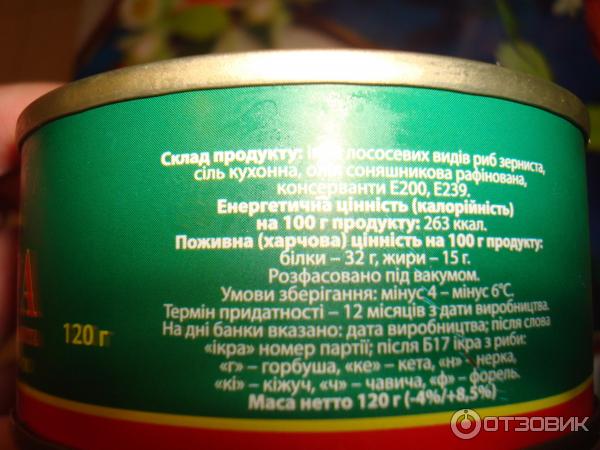 Склад продукту: ікра лососевих видів риб зерниста,
сіль кухонна, олія соняшникова рафінована,
консерванти Е200, Е239.
Енергетична цінність (калорійність)
на 100 г продукту: 263 ккал.
Поживна (харчова) цінність на 100 г продукту:
білки – 32 г, жири – 15 г.
Розфасовано під вакумом.
Умови зберігання: мінус 4 – мінус 6°С.
Термін придатності – 12 місяців з дати виробництва.
На дні банки вказано: дата виробництва; після слова
«ікра» номер партії; після Б17 ікра з риби:
«г» – горбуша, «ке» – кета, «н» – нерка,
«кі» – кіжуч, «ч» – чавича, «ф» – форель.
Маса нетто 120 г (-4%/+8,5%)
А
120 г
ОТЗОВИК